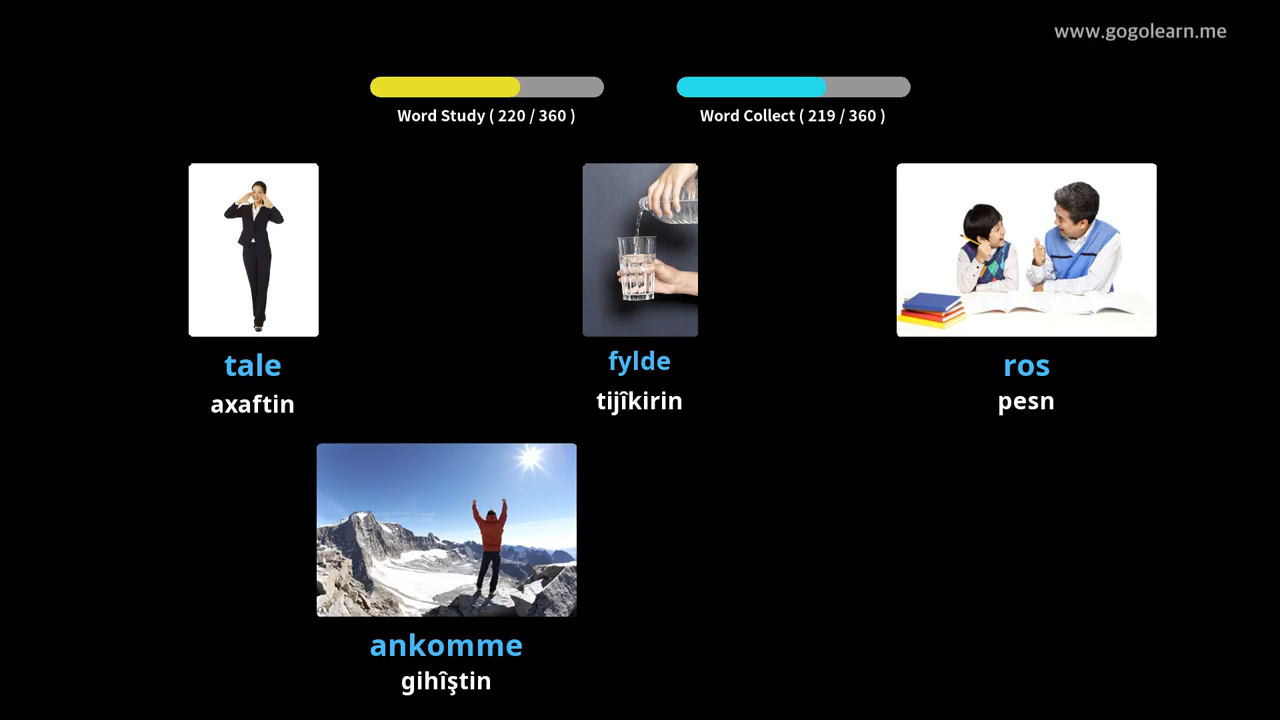 www.gogolearn.me
Word Study ( 220 / 360 )
Word Collect ( 219 / 360 )
tale
axaftin
fylde
tijîkirin
ros
pesn
ankomme
gihîştin